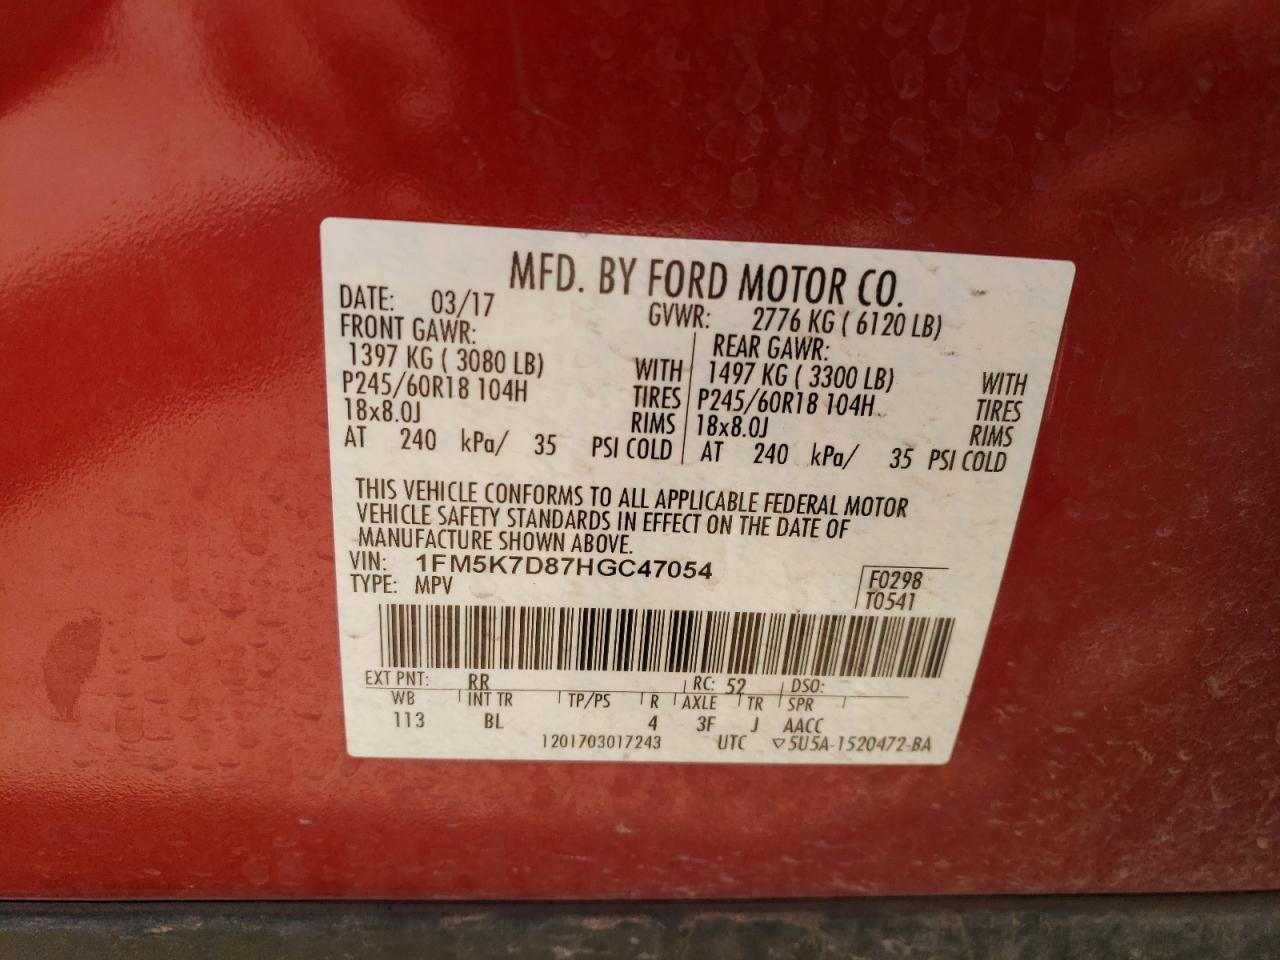 MFD. BY FORD MOTOR CO.
DATE: 03/17 GVWR: 2776 KG ( 6120 LB)
FRONT GAWR: REAR GAWR:
1397 KG ( 3080 LB) WITH 1497 KG ( 3300 LB) WITH
P245/60R18 104H TIRES P245/60R18 104H TIRES
18x8.0J RIMS 18x8.0J RIMS
AT 240 kPa/ 35 PSI COLD AT 240 kPa/ 35 PSI COLD
THIS VEHICLE CONFORMS TO ALL APPLICABLE FEDERAL MOTOR
VEHICLE SAFETY STANDARDS IN EFFECT ON THE DATE OF
MANUFACTURE SHOWN ABOVE.
VIN: 1FM5K7D87HGC47054 F0298
TYPE: MPV T0541
EXT PNT: RR RC: 52 DSO:
WB INT TR TP/PS R AXLE TR SPR
113 BL 4 3F J AACC
1201703017243 UTC ▽5U5A-1520472-BA